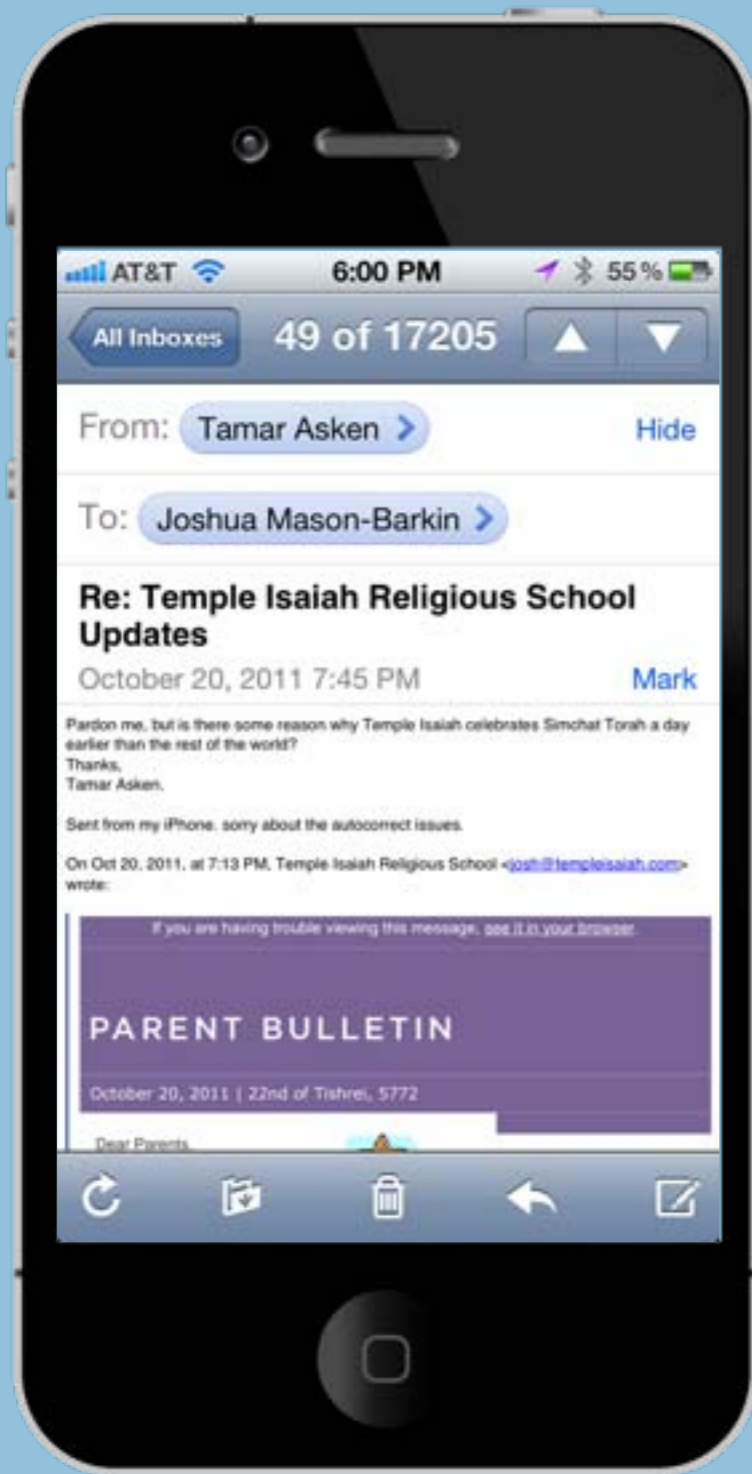 AT&T 6:00 PM 55%
All Inboxes 49 of 17205
From: Tamar Asken Hide
To: Joshua Mason-Barkin
Re: Temple Isaiah Religious School
Updates
October 20, 2011 7:45 PM Mark
Pardon me, but is there some reason why Temple Isaiah celebrates Simchat Torah a day
earlier than the rest of the world?
Thanks,
Tamar Asken.
Sent from my iPhone. sorry about the autocorrect issues.
On Oct 20, 2011, at 7:13 PM, Temple Isaiah Religious School <josh@templeisaiah.com>
wrote:
If you are having trouble viewing this message, see it in your browser.
PARENT BULLETIN
October 20, 2011 | 22nd of Tishrei, 5772
Dear Parents,